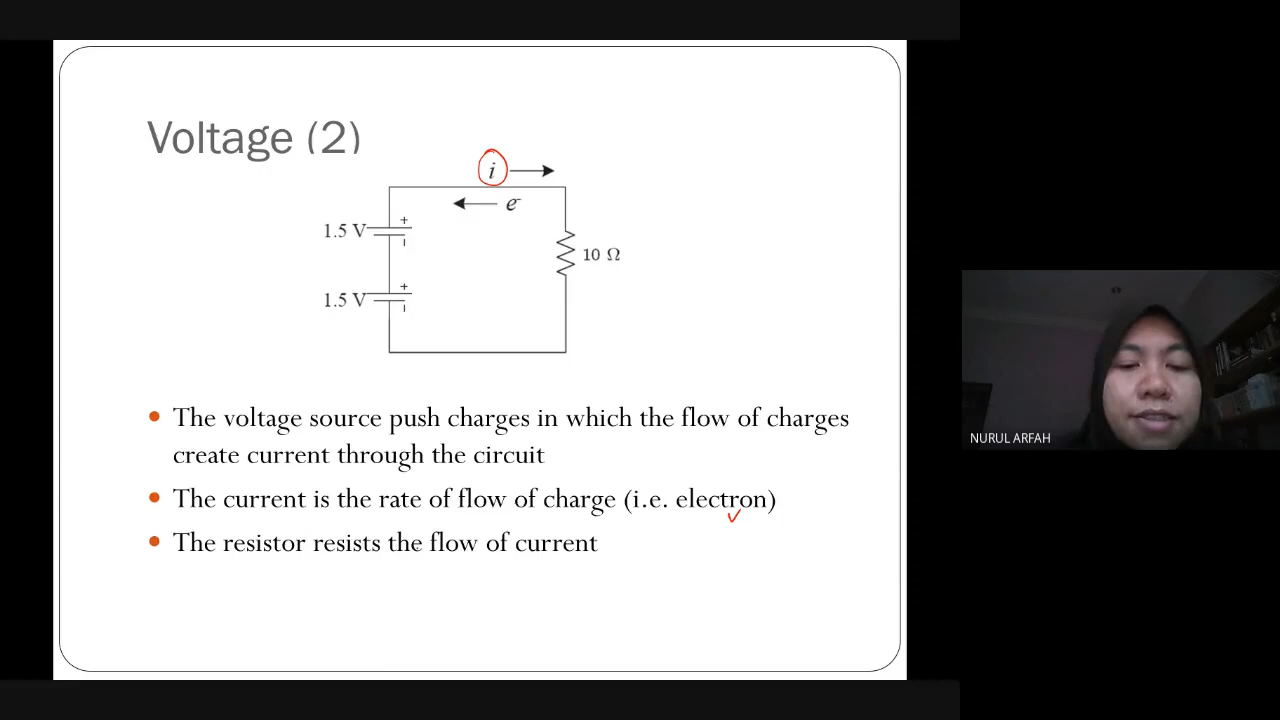 Voltage (2)
i
e⁻
1.5 V
+
−
10 Ω
1.5 V
+
−
The voltage source push charges in which the flow of charges
create current through the circuit
The current is the rate of flow of charge (i.e. electron)
The resistor resists the flow of current
NURUL ARFAH